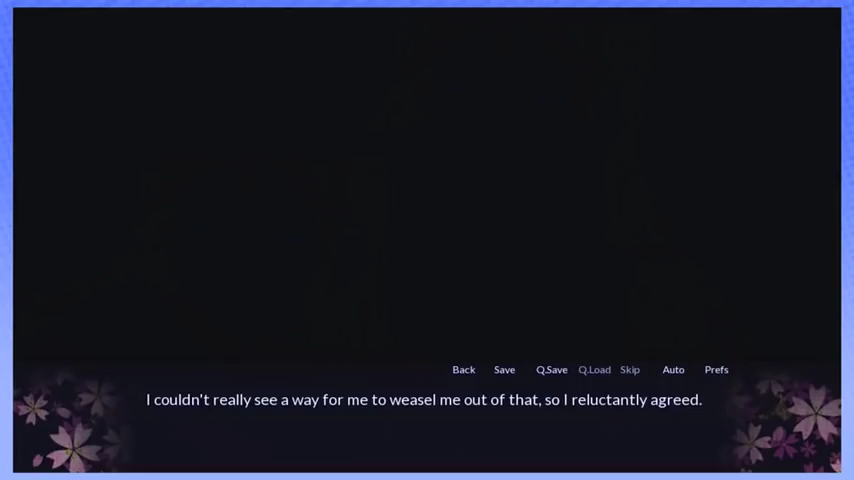 Back Save Q.Save Q.Load Skip Auto Prefs
I couldn't really see a way for me to weasel me out of that, so I reluctantly agreed.